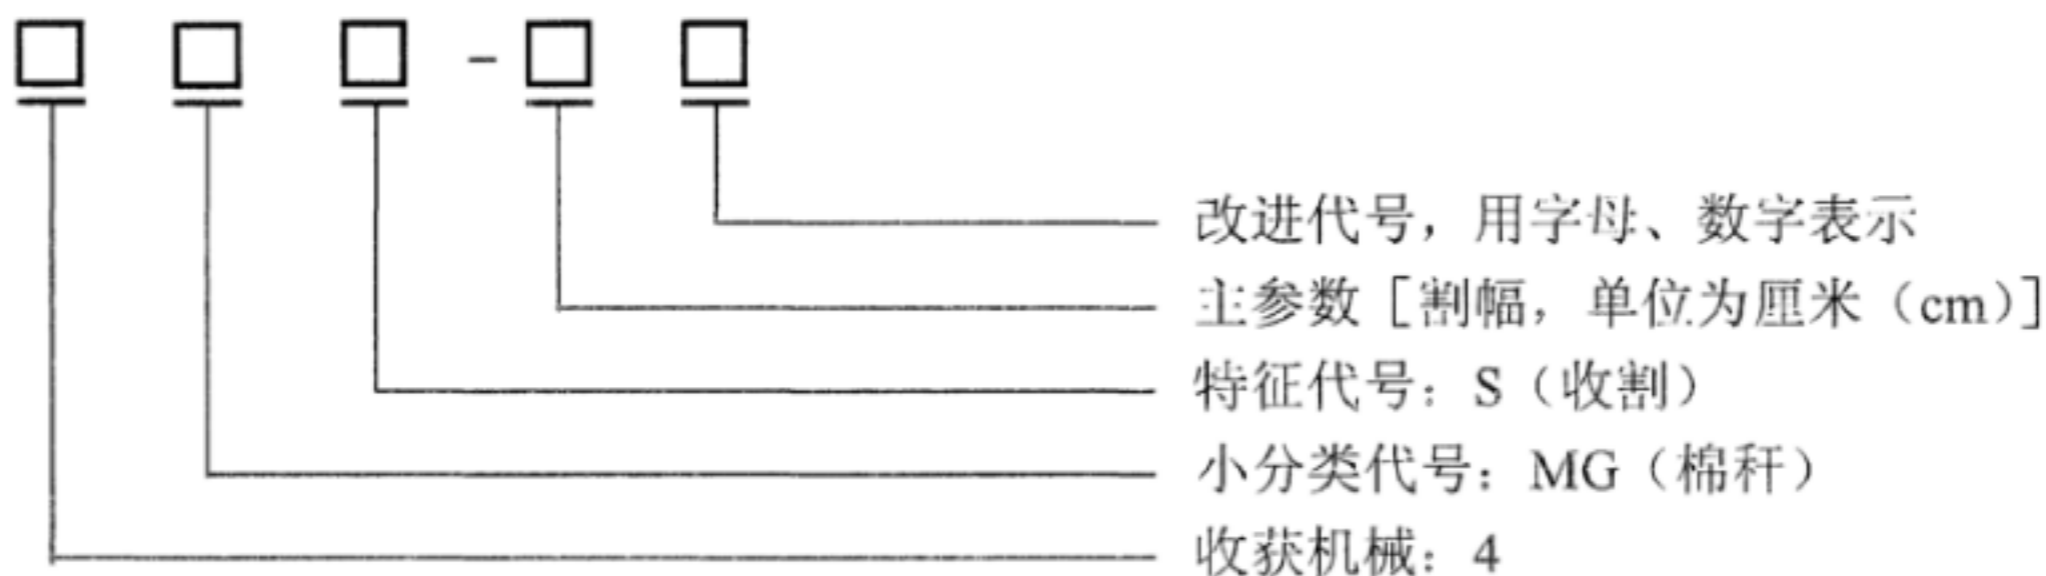 □ □ □ - □ □
改进代号，用字母、数字表示
主参数［割幅，单位为厘米（cm）］
特征代号：S（收割）
小分类代号：MG（棉秆）
收获机械：4